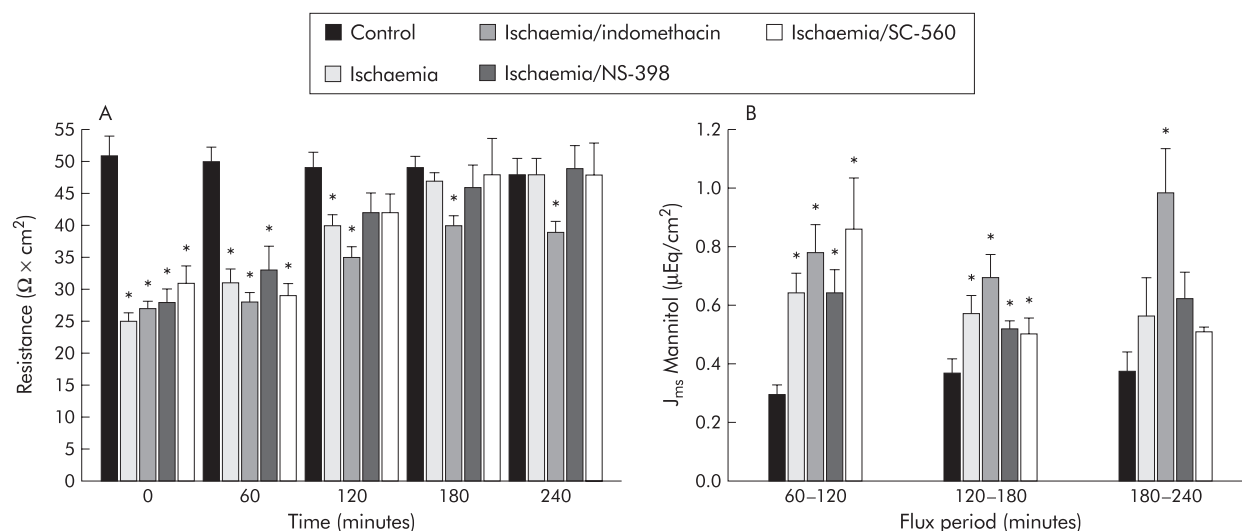 Control
Ischaemia/indomethacin
Ischaemia/SC-560
Ischaemia
Ischaemia/NS-398
A
55
50
45
40
35
30
25
20
15
10
5
0
Resistance (Ω × cm²)
* * * *
* * * *
* *
*
*
0 60 120 180 240
Time (minutes)
B
1.2
1.0
0.8
0.6
0.4
0.2
0.0
Jms Mannitol (μEq/cm²)
* * * *
* * * *
*
60–120 120–180 180–240
Flux period (minutes)